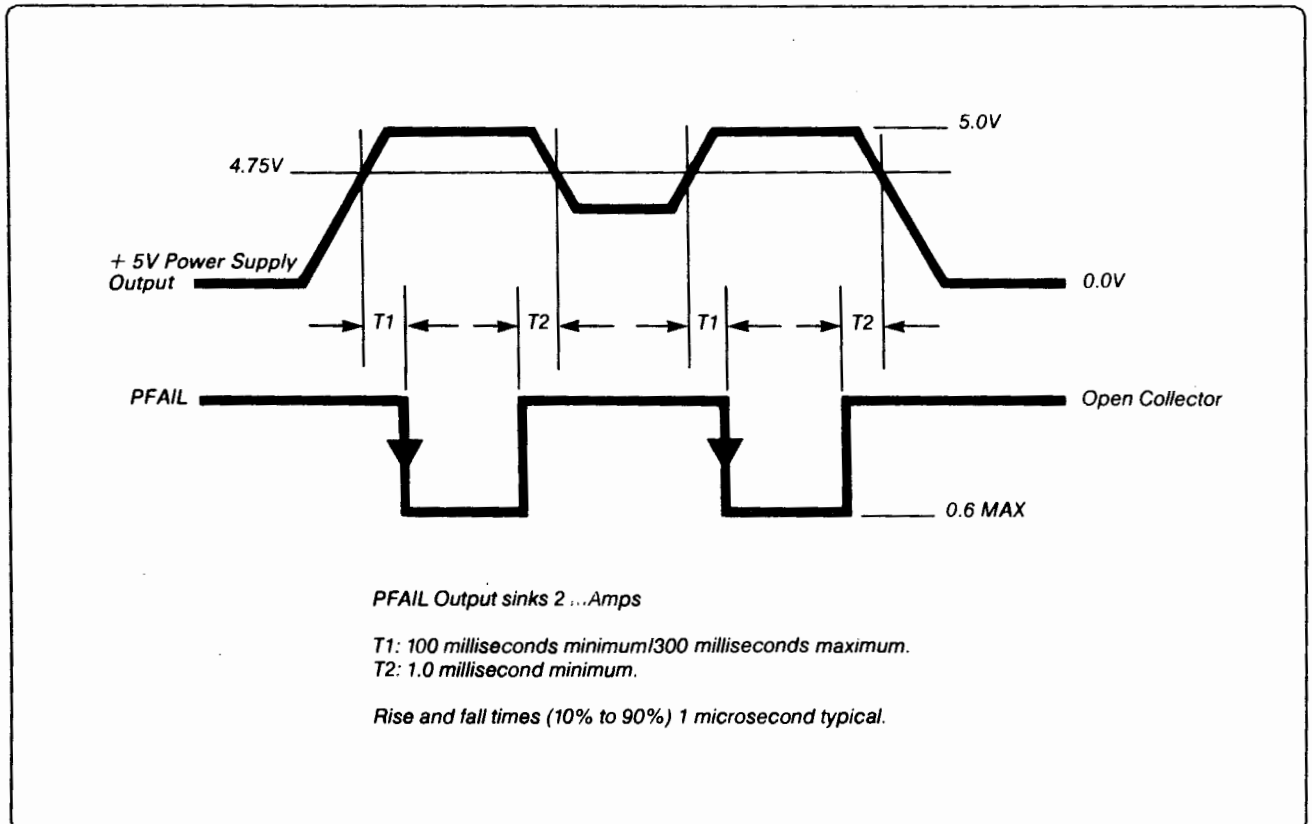 5.0V
4.75V
+ 5V Power Supply
Output
0.0V
T1
T2
T1
T2
PFAIL
Open Collector
0.6 MAX
PFAIL Output sinks 2 ...Amps
T1: 100 milliseconds minimum/300 milliseconds maximum.
T2: 1.0 millisecond minimum.
Rise and fall times (10% to 90%) 1 microsecond typical.